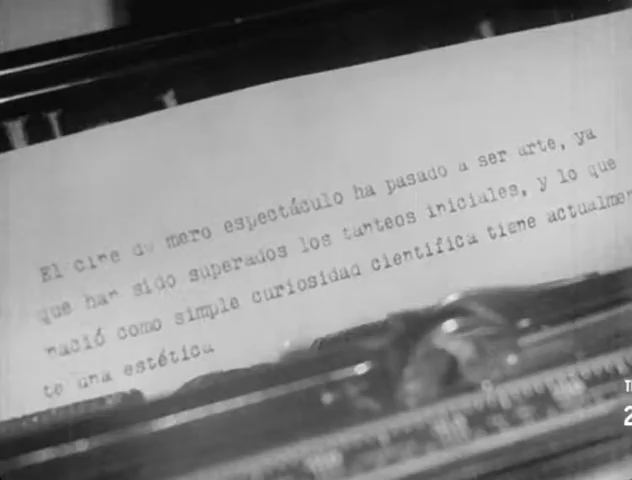 El cine de mero espectáculo ha pasado a ser arte, ya
que han sido superados los tanteos iniciales, y lo que
nació como simple curiosidad científica tiene actualmen
te una estética